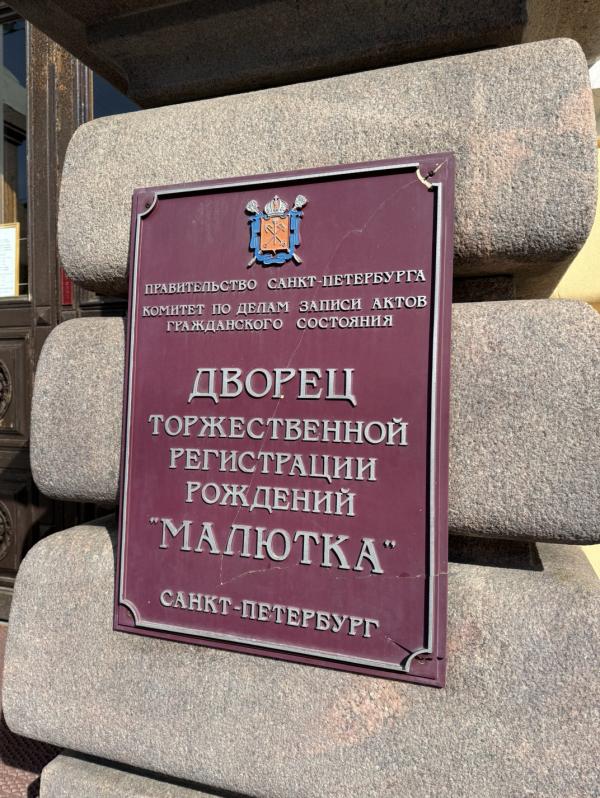 ПРАВИТЕЛЬСТВО САНКТ-ПЕТЕРБУРГА
КОМИТЕТ ПО ДЕЛАМ ЗАПИСИ АКТОВ
ГРАЖДАНСКОГО СОСТОЯНИЯ
ДВОРЕЦ
ТОРЖЕСТВЕННОЙ
РЕГИСТРАЦИИ
РОЖДЕНИЙ
"МАЛЮТКА"
САНКТ-ПЕТЕРБУРГ